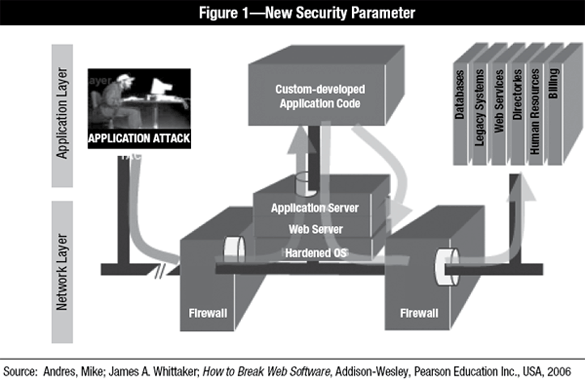 Figure 1—New Security Parameter
Application Layer
Network Layer
APPLICATION ATTACK
Custom-developed
Application Code
Databases
Legacy Systems
Web Services
Directories
Human Resources
Billing
Application Server
Web Server
Hardened OS
Firewall
Firewall
Source: Andres, Mike; James A. Whittaker; How to Break Web Software, Addison-Wesley, Pearson Education Inc., USA, 2006